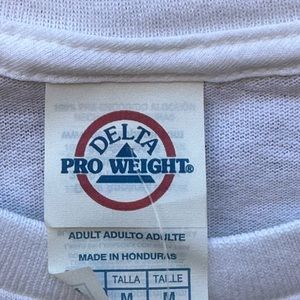 DELTA
PRO WEIGHT®
ADULT ADULTO ADULTE
MADE IN HONDURAS
TALLA TAILLE
M M